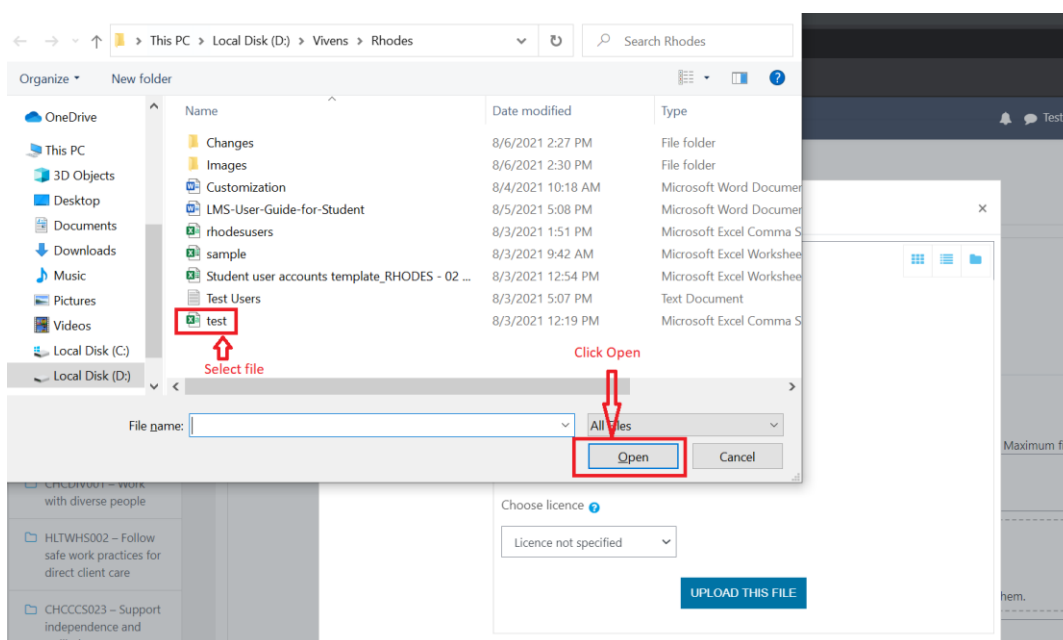 This PC > Local Disk (D:) > Vivens > Rhodes
Search Rhodes
Organize
New folder
Name
Date modified
Type
OneDrive
This PC
3D Objects
Desktop
Documents
Downloads
Music
Pictures
Videos
Local Disk (C:)
Local Disk (D:)
Changes 8/6/2021 2:27 PM File folder
Images 8/6/2021 2:30 PM File folder
Customization 8/4/2021 10:18 AM Microsoft Word Documen
LMS-User-Guide-for-Student 8/5/2021 5:08 PM Microsoft Word Documen
rhodesusers 8/3/2021 1:51 PM Microsoft Excel Comma S
sample 8/3/2021 9:42 AM Microsoft Excel Workshee
Student user accounts template_RHODES - 02 ... 8/3/2021 12:54 PM Microsoft Excel Workshee
Test Users 8/3/2021 5:07 PM Text Document
test 8/3/2021 12:19 PM Microsoft Excel Comma S
Select file
Click Open
File name:
All Files
Open
Cancel
Test
Maximum fi
CHCDIV001 – Work
with diverse people
HLTWHS002 – Follow
safe work practices for
direct client care
CHCCCS023 – Support
independence and
Choose licence
Licence not specified
UPLOAD THIS FILE
hem.